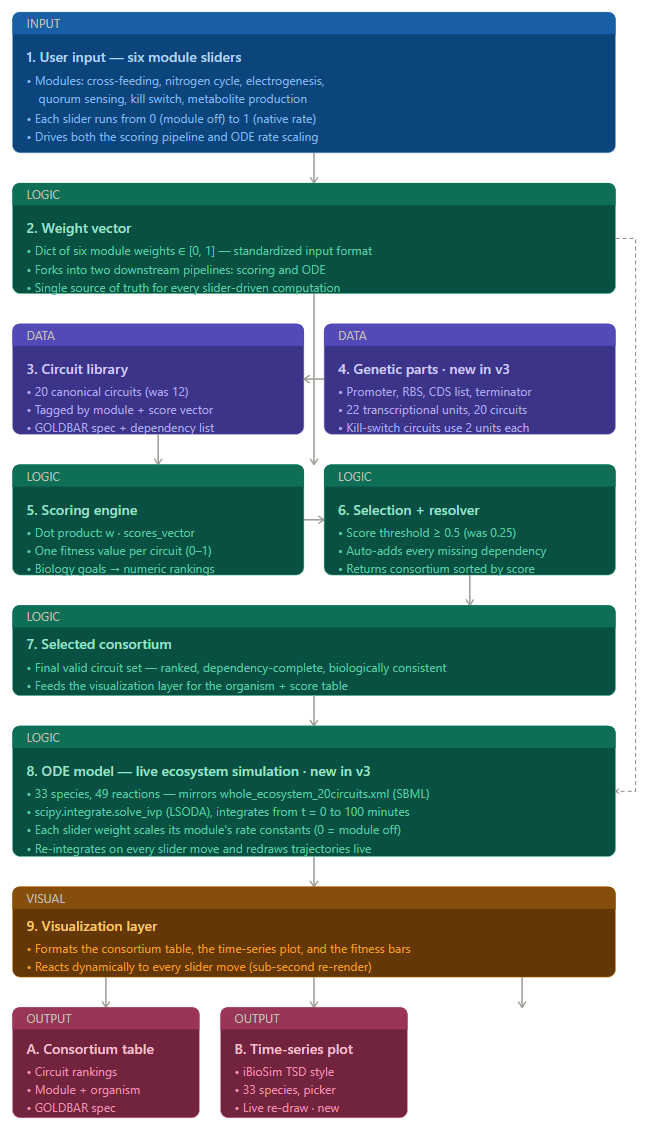 INPUT
1. User input — six module sliders
• Modules: cross-feeding, nitrogen cycle, electrogenesis,
quorum sensing, kill switch, metabolite production
• Each slider runs from 0 (module off) to 1 (native rate)
• Drives both the scoring pipeline and ODE rate scaling
LOGIC
2. Weight vector
• Dict of six module weights ∈ [0, 1] — standardized input format
• Forks into two downstream pipelines: scoring and ODE
• Single source of truth for every slider-driven computation
DATA
3. Circuit library
• 20 canonical circuits (was 12)
• Tagged by module + score vector
• GOLDBAR spec + dependency list
DATA
4. Genetic parts · new in v3
• Promoter, RBS, CDS list, terminator
• 22 transcriptional units, 20 circuits
• Kill-switch circuits use 2 units each
LOGIC
5. Scoring engine
• Dot product: w · scores_vector
• One fitness value per circuit (0–1)
• Biology goals → numeric rankings
LOGIC
6. Selection + resolver
• Score threshold ≥ 0.5 (was 0.25)
• Auto-adds every missing dependency
• Returns consortium sorted by score
LOGIC
7. Selected consortium
• Final valid circuit set — ranked, dependency-complete, biologically consistent
• Feeds the visualization layer for the organism + score table
LOGIC
8. ODE model — live ecosystem simulation · new in v3
• 33 species, 49 reactions — mirrors whole_ecosystem_20circuits.xml (SBML)
• scipy.integrate.solve_ivp (LSODA), integrates from t = 0 to 100 minutes
• Each slider weight scales its module's rate constants (0 = module off)
• Re-integrates on every slider move and redraws trajectories live
VISUAL
9. Visualization layer
• Formats the consortium table, the time-series plot, and the fitness bars
• Reacts dynamically to every slider move (sub-second re-render)
OUTPUT
A. Consortium table
• Circuit rankings
• Module + organism
• GOLDBAR spec
OUTPUT
B. Time-series plot
• iBioSim TSD style
• 33 species, picker
• Live re-draw · new